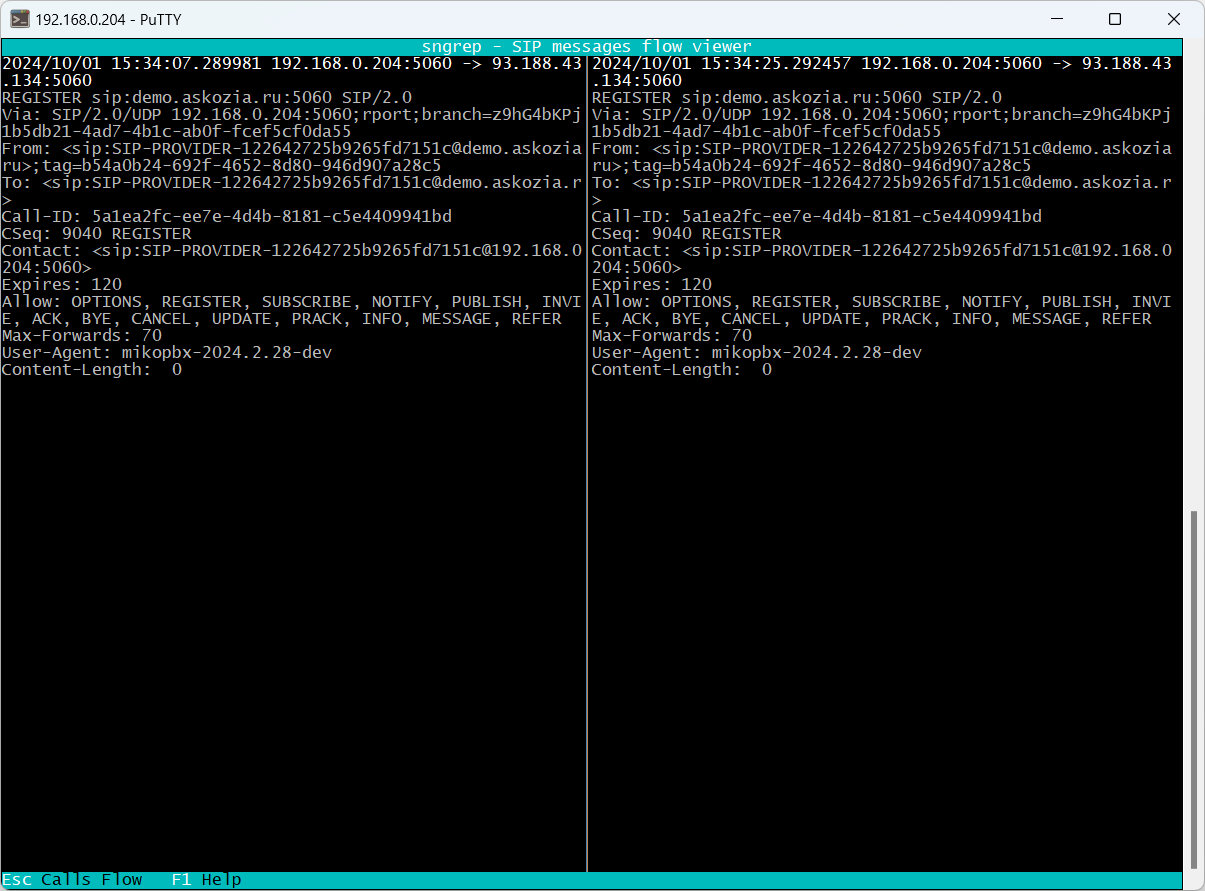 192.168.0.204 - PuTTY
sngrep - SIP messages flow viewer
2024/10/01 15:34:07.289981 192.168.0.204:5060 -> 93.188.43
.134:5060
REGISTER sip:demo.askozia.ru:5060 SIP/2.0
Via: SIP/2.0/UDP 192.168.0.204:5060;rport;branch=z9hG4bKPj
1b5db21-4ad7-4b1c-ab0f-fcef5cf0da55
From: <sip:SIP-PROVIDER-122642725b9265fd7151c@demo.askozia
ru>;tag=b54a0b24-692f-4652-8d80-946d907a28c5
To: <sip:SIP-PROVIDER-122642725b9265fd7151c@demo.askozia.r
>
Call-ID: 5a1ea2fc-ee7e-4d4b-8181-c5e4409941bd
CSeq: 9040 REGISTER
Contact: <sip:SIP-PROVIDER-122642725b9265fd7151c@192.168.0
204:5060>
Expires: 120
Allow: OPTIONS, REGISTER, SUBSCRIBE, NOTIFY, PUBLISH, INVI
E, ACK, BYE, CANCEL, UPDATE, PRACK, INFO, MESSAGE, REFER
Max-Forwards: 70
User-Agent: mikopbx-2024.2.28-dev
Content-Length:  0
2024/10/01 15:34:25.292457 192.168.0.204:5060 -> 93.188.43
.134:5060
REGISTER sip:demo.askozia.ru:5060 SIP/2.0
Via: SIP/2.0/UDP 192.168.0.204:5060;rport;branch=z9hG4bKPj
1b5db21-4ad7-4b1c-ab0f-fcef5cf0da55
From: <sip:SIP-PROVIDER-122642725b9265fd7151c@demo.askozia
ru>;tag=b54a0b24-692f-4652-8d80-946d907a28c5
To: <sip:SIP-PROVIDER-122642725b9265fd7151c@demo.askozia.r
>
Call-ID: 5a1ea2fc-ee7e-4d4b-8181-c5e4409941bd
CSeq: 9040 REGISTER
Contact: <sip:SIP-PROVIDER-122642725b9265fd7151c@192.168.0
204:5060>
Expires: 120
Allow: OPTIONS, REGISTER, SUBSCRIBE, NOTIFY, PUBLISH, INVI
E, ACK, BYE, CANCEL, UPDATE, PRACK, INFO, MESSAGE, REFER
Max-Forwards: 70
User-Agent: mikopbx-2024.2.28-dev
Content-Length:  0
Esc Calls Flow   F1 Help